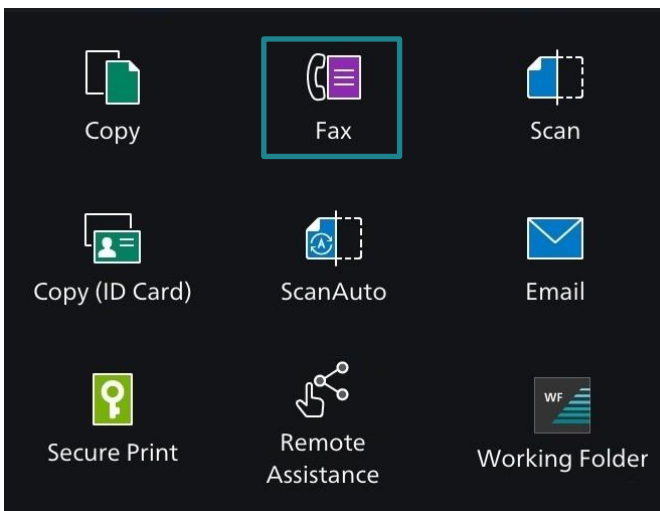 Copy
Fax
Scan
Copy (ID Card)
ScanAuto
Email
Secure Print
Remote
Assistance
WF
Working Folder